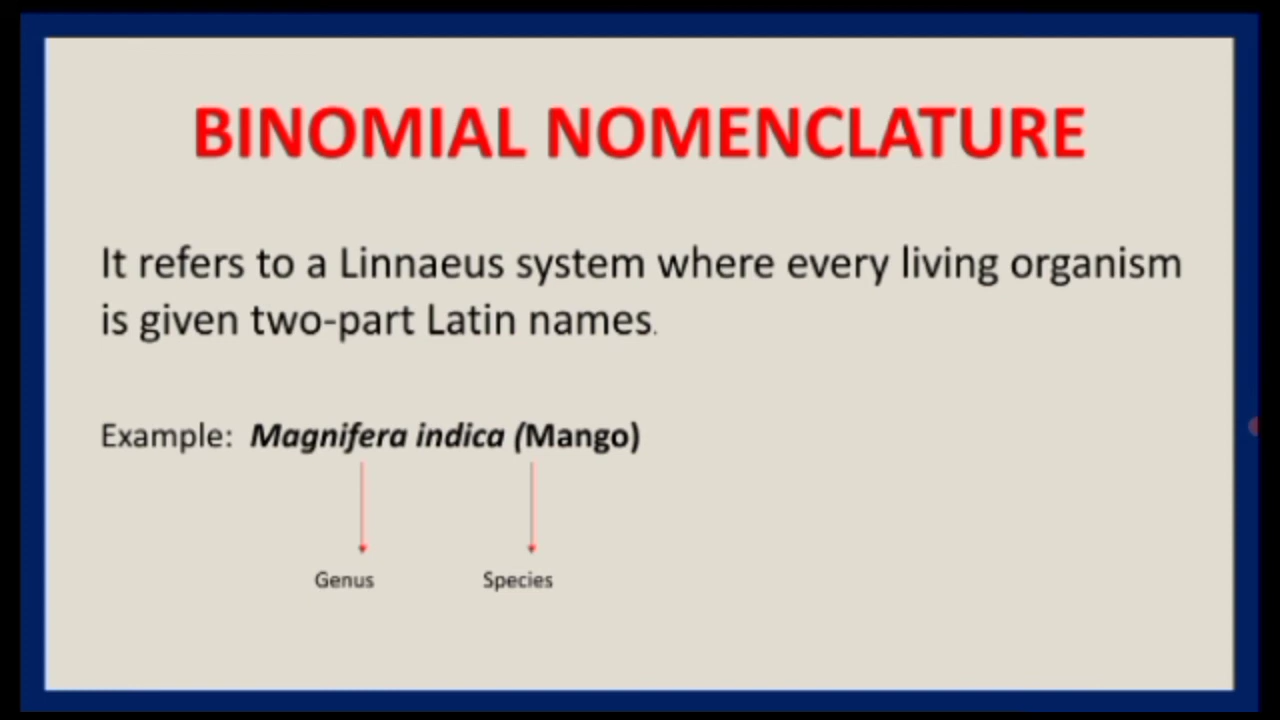 BINOMIAL NOMENCLATURE
It refers to a Linnaeus system where every living organism
is given two-part Latin names.
Example: Magnifera indica (Mango)
Genus Species